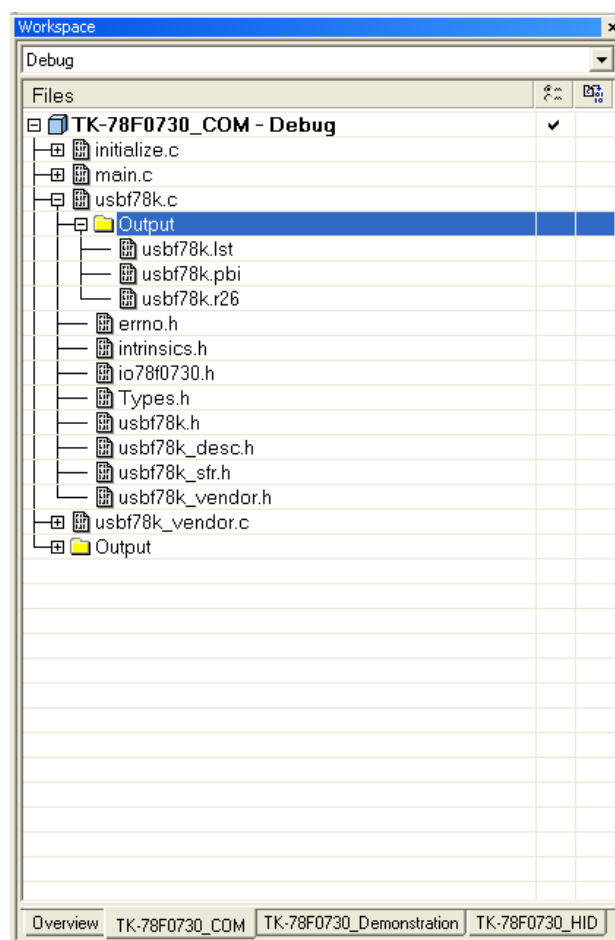 Workspace
Debug
Files
TK-78F0730_COM - Debug
initialize.c
main.c
usbf78k.c
Output
usbf78k.lst
usbf78k.pbi
usbf78k.r26
errno.h
intrinsics.h
io78f0730.h
Types.h
usbf78k.h
usbf78k_desc.h
usbf78k_sfr.h
usbf78k_vendor.h
usbf78k_vendor.c
Output
Overview TK-78F0730_COM TK-78F0730_Demonstration TK-78F0730_HID